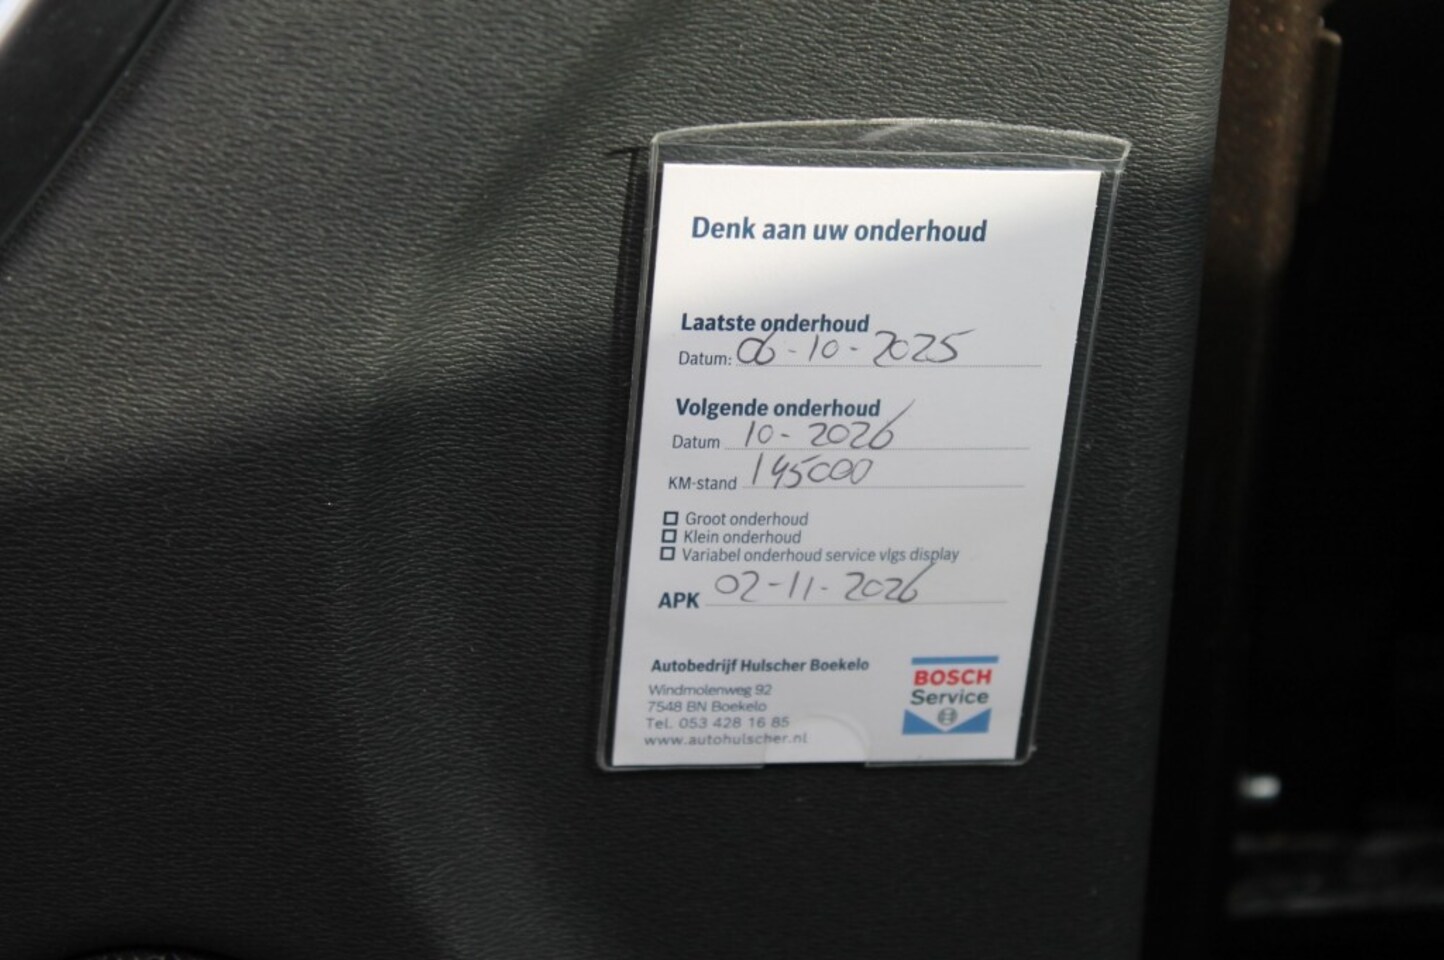 Denk aan uw onderhoud
Laatste onderhoud
Datum: 06-10-2025
Volgende onderhoud
Datum 10-2026
KM-stand 145000
Groot onderhoud
Klein onderhoud
Variabel onderhoud service vlgs display
APK 02-11-2026
Autobedrijf Hulscher Boekelo
Windmolenweg 92
7548 BN Boekelo
Tel. 053 428 16 85
www.autohulscher.nl
BOSCH
Service